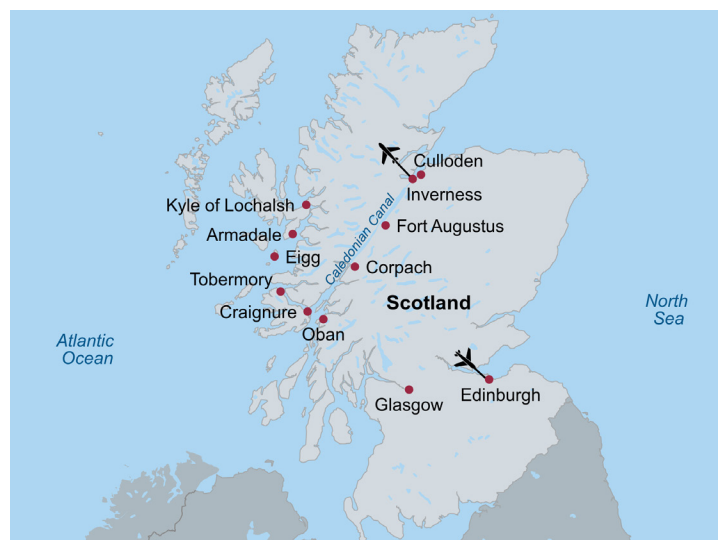 Culloden
Inverness
Kyle of Lochalsh
Caledonian Canal
Fort Augustus
Armadale
Eigg
Corpach
Tobermory
Scotland
North
Sea
Craignure
Oban
Atlantic
Ocean
Edinburgh
Glasgow